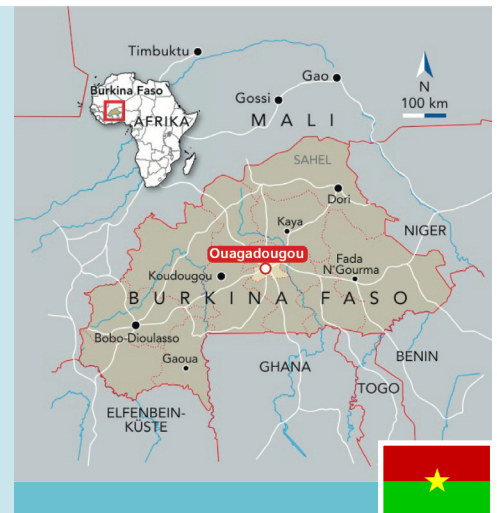 Timbuktu
Gao
N
Burkina Faso
Gossi
100 km
AFRIKA
MALI
SAHEL
Dori
Kaya
NIGER
Ouagadougou
Fada
N'Gourma
Koudougou
BURKINA FASO
Bobo-Dioulasso
Gaoua
GHANA
BENIN
TOGO
ELFENBEIN-
KÜSTE